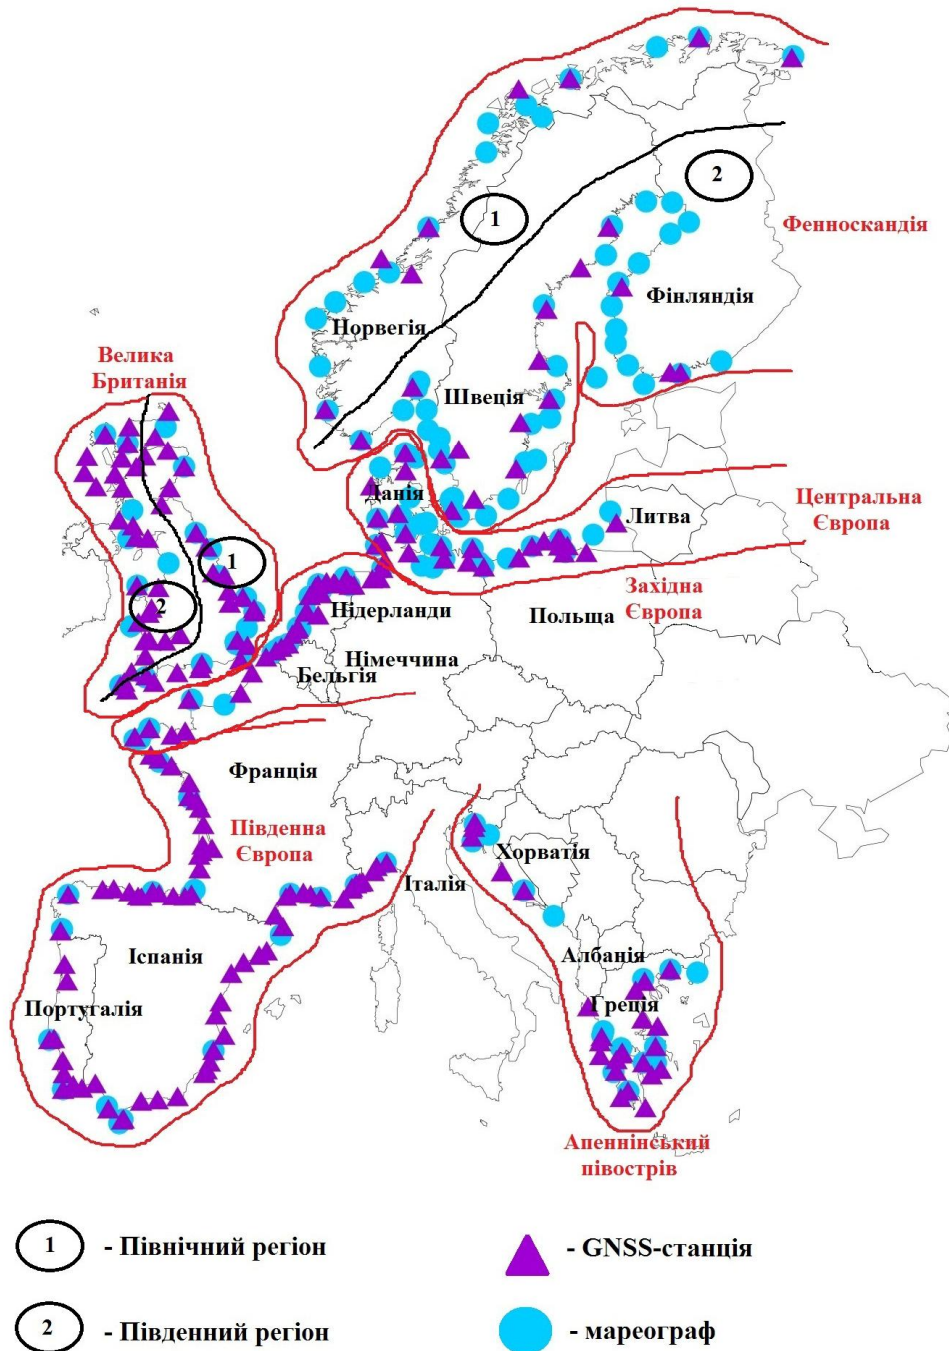 1
2
Фенноскандія
Фінляндія
Норвегія
Велика
Британія
Швеція
Данія
Литва
Центральна
Європа
1
2
Західна
Європа
Нідерланди
Польща
Німеччина
Бельгія
Франція
Південна
Європа
Хорватія
Італія
Іспанія
Албанія
Португалія
Греція
Апеннінський
півострів
1 - Північний регіон
- GNSS-станція
2 - Південний регіон
- мареограф